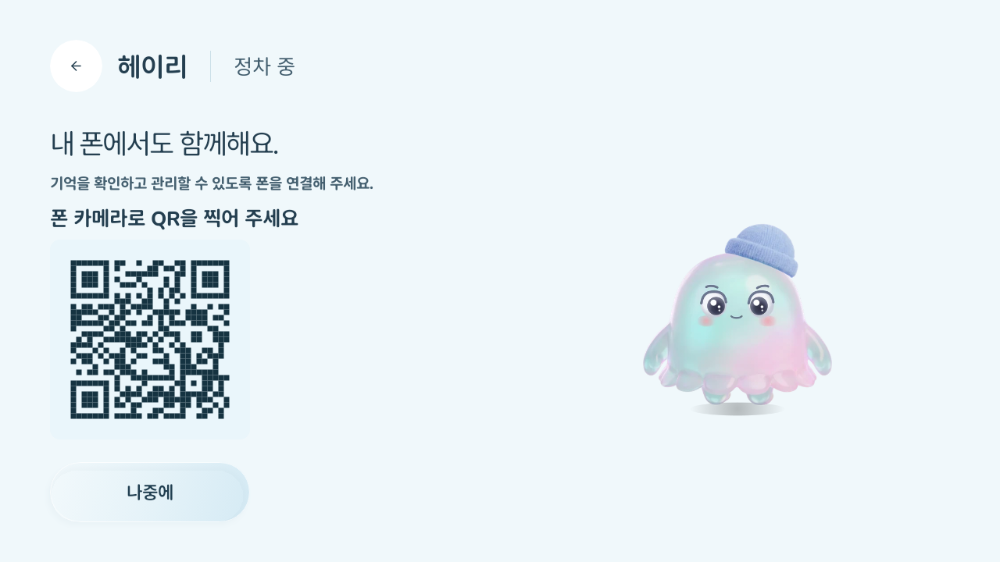 헤이리
정차 중
내 폰에서도 함께해요.
기억을 확인하고 관리할 수 있도록 폰을 연결해 주세요.
폰 카메라로 QR을 찍어 주세요
나중에